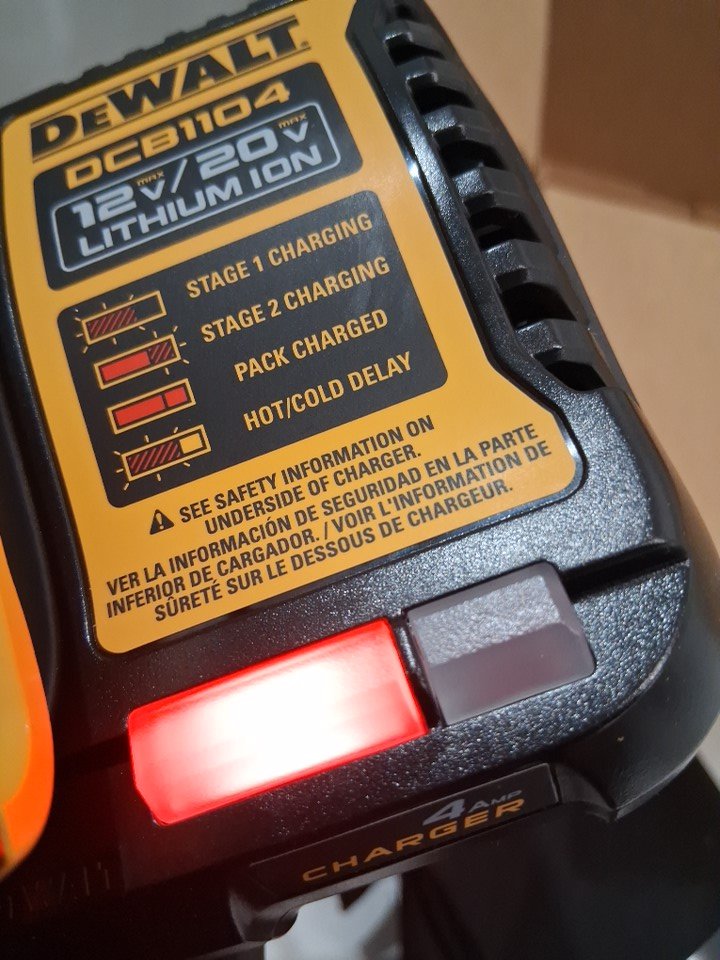 DEWALT
DCB1104
12V MAX / 20V MAX
LITHIUM ION
STAGE 1 CHARGING
STAGE 2 CHARGING
PACK CHARGED
HOT/COLD DELAY
SEE SAFETY INFORMATION ON
UNDERSIDE OF CHARGER.
VER LA INFORMACIÓN DE SEGURIDAD EN LA PARTE
INFERIOR DE CARGADOR. / VOIR L'INFORMATION DE
SÛRETÉ SUR LE DESSOUS DE CHARGEUR.
4 AMP
CHARGER
DEWALT